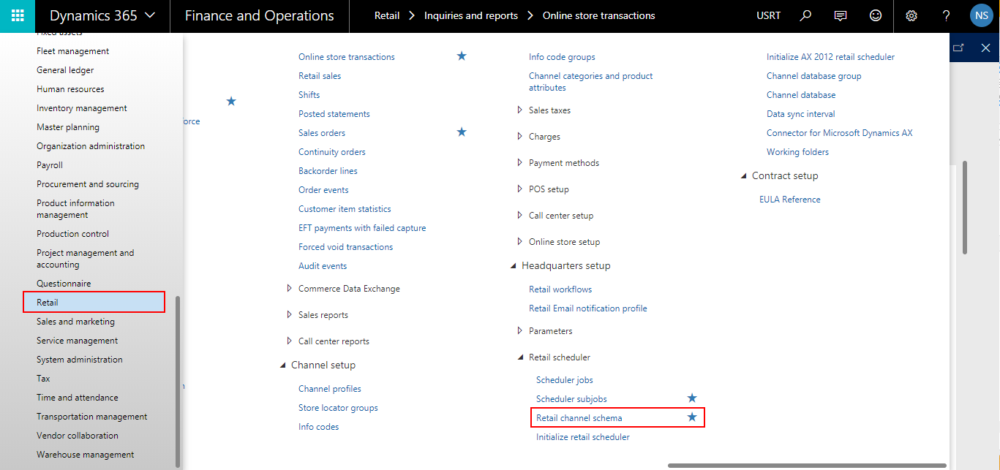 Dynamics 365
Finance and Operations
Retail
Inquiries and reports
Online store transactions
USRT
?
NS
Fixed assets
Fleet management
General ledger
Human resources
Inventory management
Master planning
Organization administration
Payroll
Procurement and sourcing
Product information
management
Production control
Project management and
accounting
Questionnaire
Retail
Sales and marketing
Service management
System administration
Tax
Time and attendance
Transportation management
Vendor collaboration
Warehouse management
Online store transactions
Retail sales
Shifts
Posted statements
Sales orders
Continuity orders
Backorder lines
Order events
Customer item statistics
EFT payments with failed capture
Forced void transactions
Audit events
Commerce Data Exchange
Sales reports
Call center reports
Channel setup
Channel profiles
Store locator groups
Info codes
Info code groups
Channel categories and product
attributes
Sales taxes
Charges
Payment methods
POS setup
Call center setup
Online store setup
Headquarters setup
Retail workflows
Retail Email notification profile
Parameters
Retail scheduler
Scheduler jobs
Scheduler subjobs
Retail channel schema
Initialize retail scheduler
Initialize AX 2012 retail scheduler
Channel database group
Channel database
Data sync interval
Connector for Microsoft Dynamics AX
Working folders
Contract setup
EULA Reference